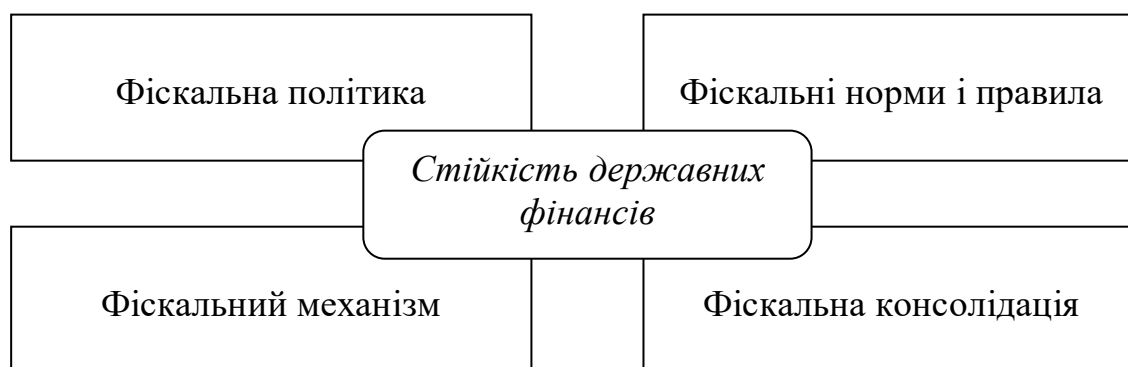 Фіскальна політика
Фіскальні норми і правила
Стійкість державних
фінансів
Фіскальний механізм
Фіскальна консолідація